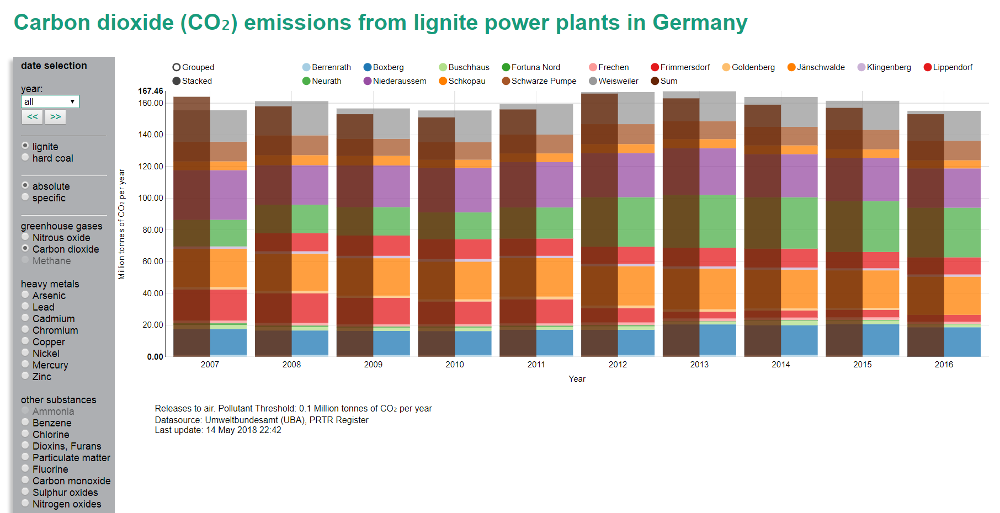 Carbon dioxide (CO₂) emissions from lignite power plants in Germany
date selection
year:
all
<< >>
lignite
hard coal
absolute
specific
greenhouse gases
Nitrous oxide
Carbon dioxide
Methane
heavy metals
Arsenic
Lead
Cadmium
Chromium
Copper
Nickel
Mercury
Zinc
other substances
Ammonia
Benzene
Chlorine
Dioxins, Furans
Particulate matter
Fluorine
Carbon monoxide
Sulphur oxides
Nitrogen oxides
Grouped Berrenrath Boxberg Buschhaus Fortuna Nord Frechen Frimmersdorf Goldenberg Jänschwalde Klingenberg Lippendorf
Stacked Neurath Niederaussem Schkopau Schwarze Pumpe Weisweiler Sum
167.46
160.00
140.00
120.00
100.00
80.00
60.00
40.00
20.00
0.00
Million tonnes of CO₂ per year
2007 2008 2009 2010 2011 2012 2013 2014 2015 2016
Year
Releases to air. Pollutant Threshold: 0.1 Million tonnes of CO₂ per year
Datasource: Umweltbundesamt (UBA), PRTR Register
Last update: 14 May 2018 22:42